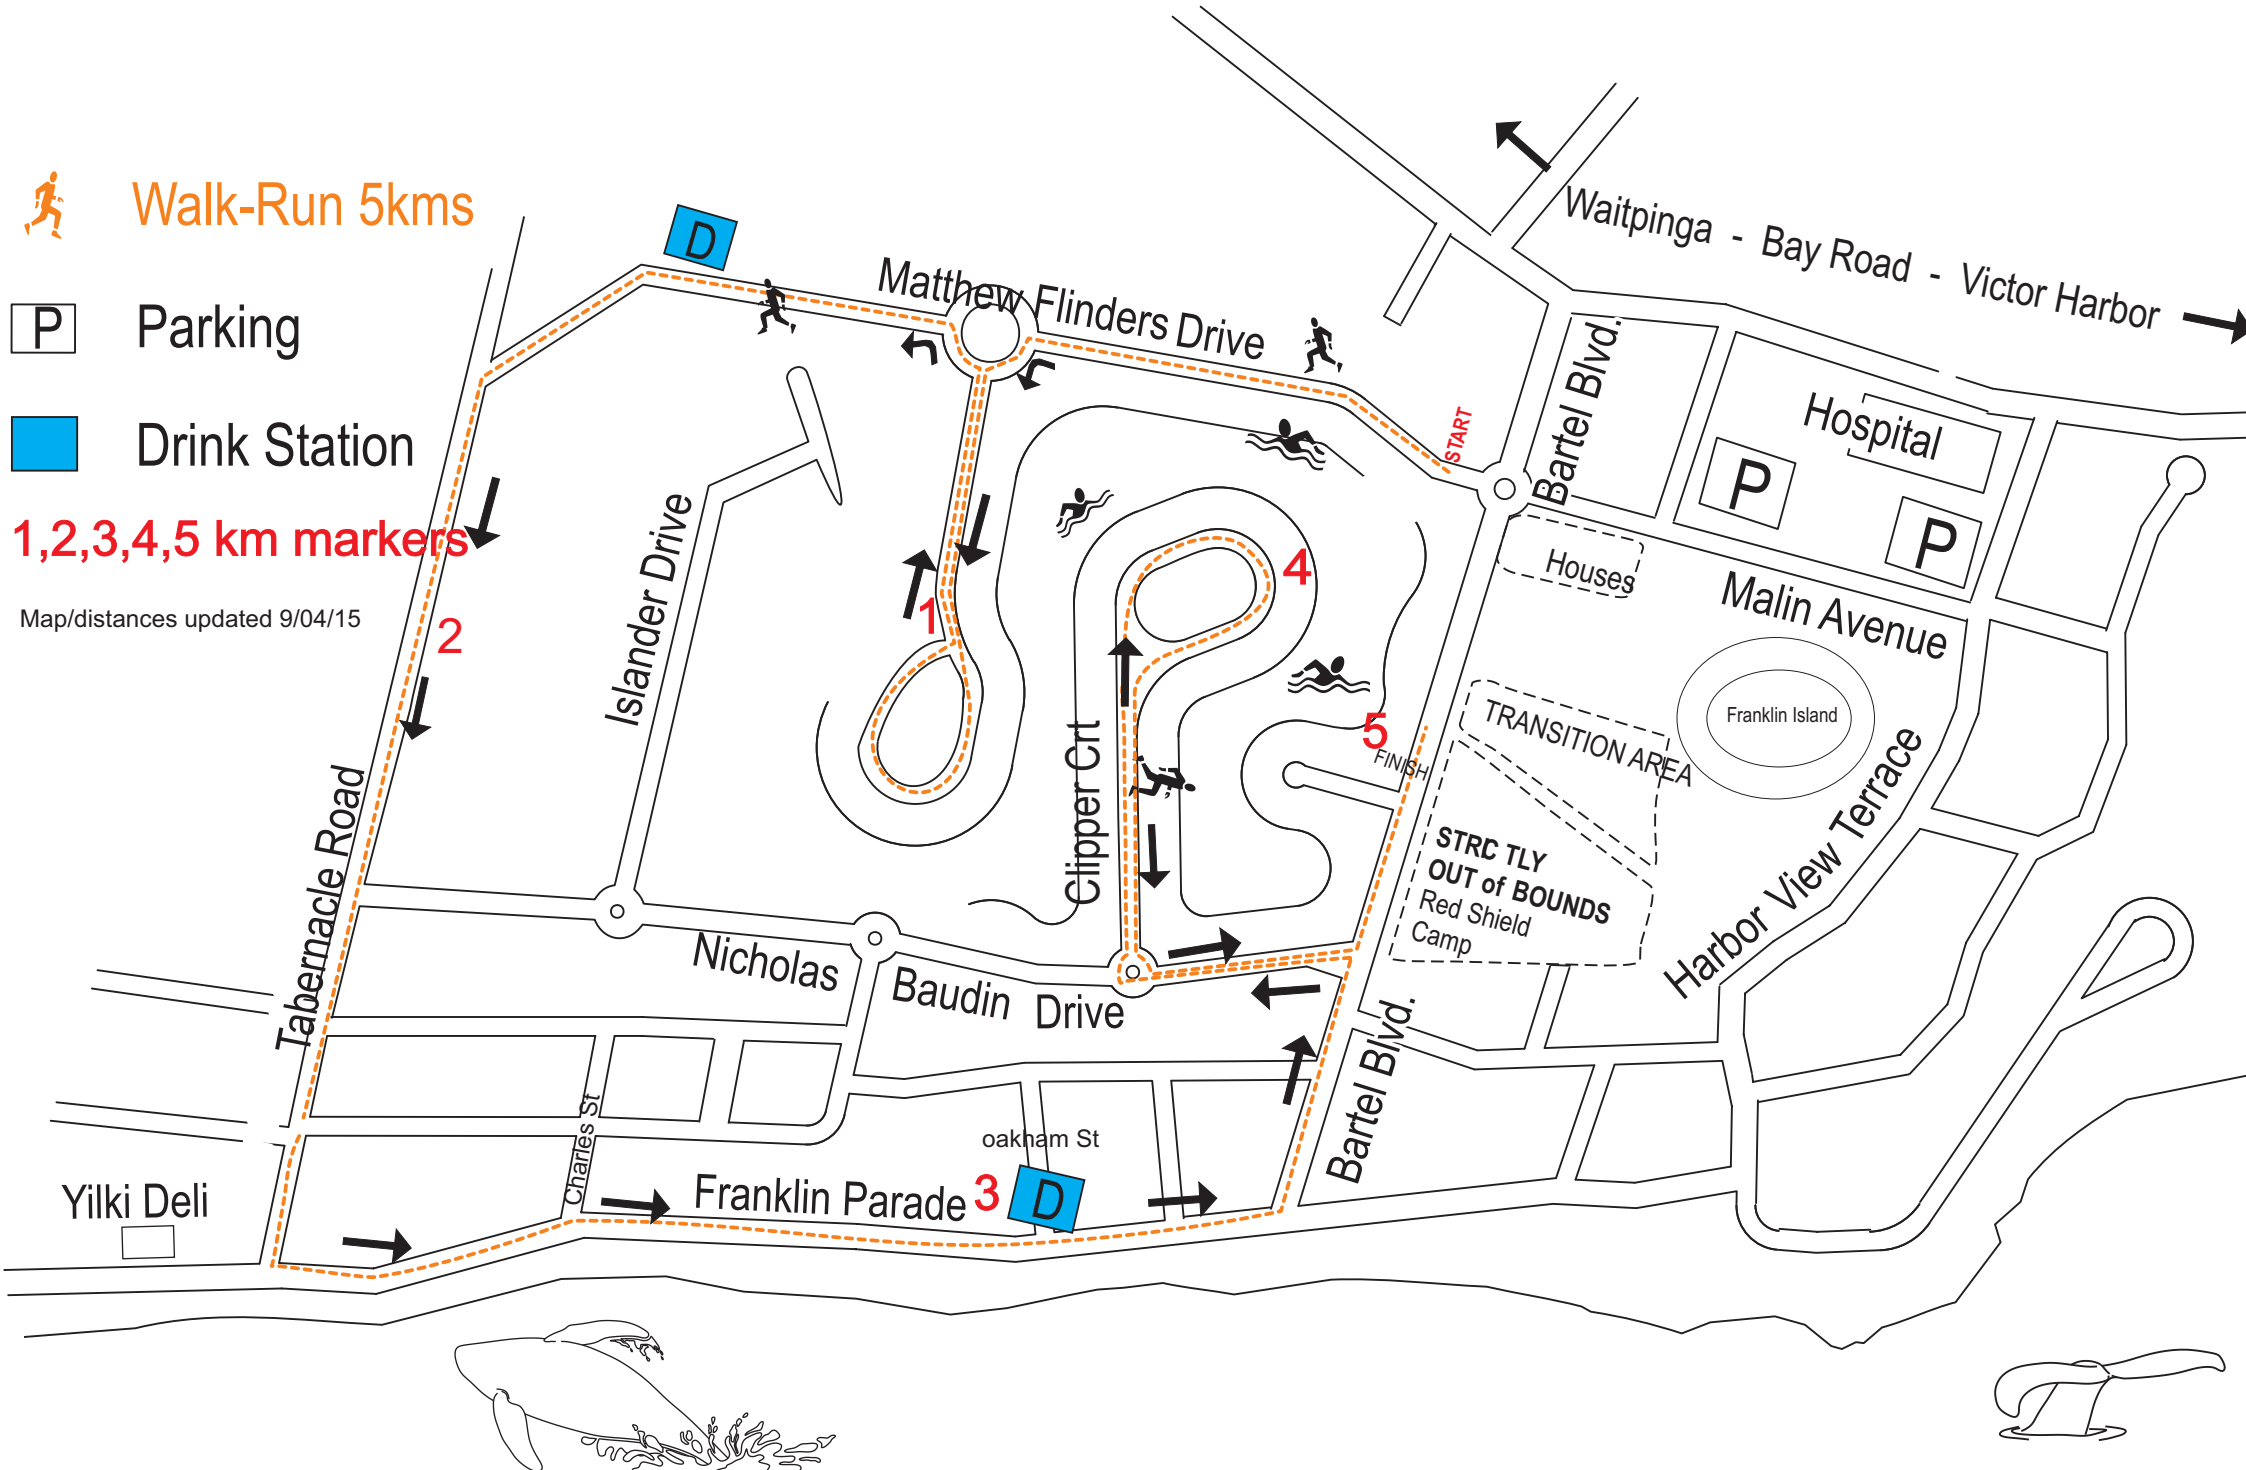 Walk-Run 5kms
P
Parking
Drink Station
1,2,3,4,5 km markers
Map/distances updated 9/04/15
D
Matthew Flinders Drive
Waitpinga - Bay Road - Victor Harbor
START
Bartel Blvd.
Hospital
P
P
Houses
Malin Avenue
Franklin Island
TRANSITION AREA
Harbor View Terrace
STRC TLY
OUT of BOUNDS
Red Shield
Camp
1
2
4
5
FINISH
Islander Drive
Clipper Crt
Tabernacle Road
Nicholas
Baudin
Drive
Bartel Blvd.
Charles St
oakham St
Yilki Deli
Franklin Parade
3
D